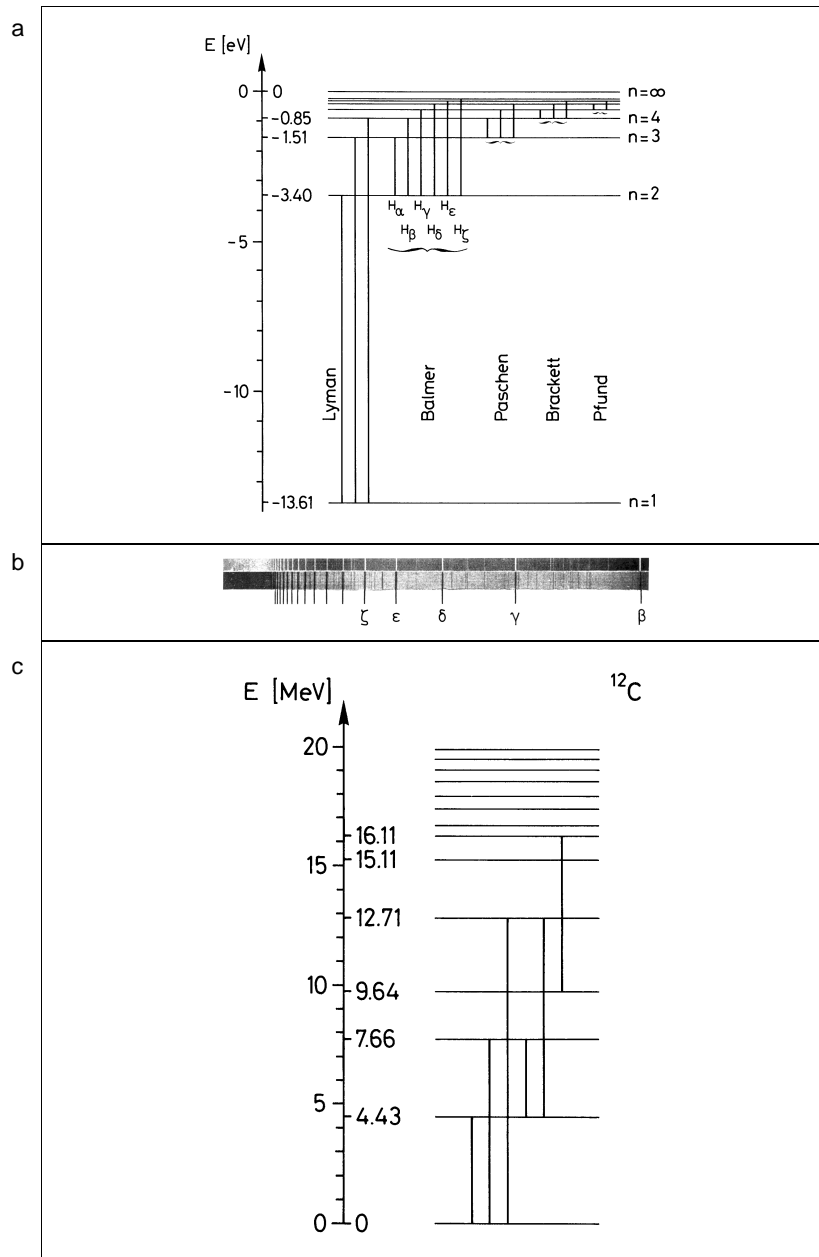 a
E [eV]
0 0 n=∞
-0.85 n=4
-1.51 n=3
-3.40 n=2
Hα Hγ Hε
Hβ Hδ Hζ
-5
-10
Lyman
Balmer
Paschen
Brackett
Pfund
-13.61 n=1
b
ζ ε δ γ β
c
E [MeV] ¹²C
20
16.11
15 15.11
12.71
10
9.64
7.66
5
4.43
0 0